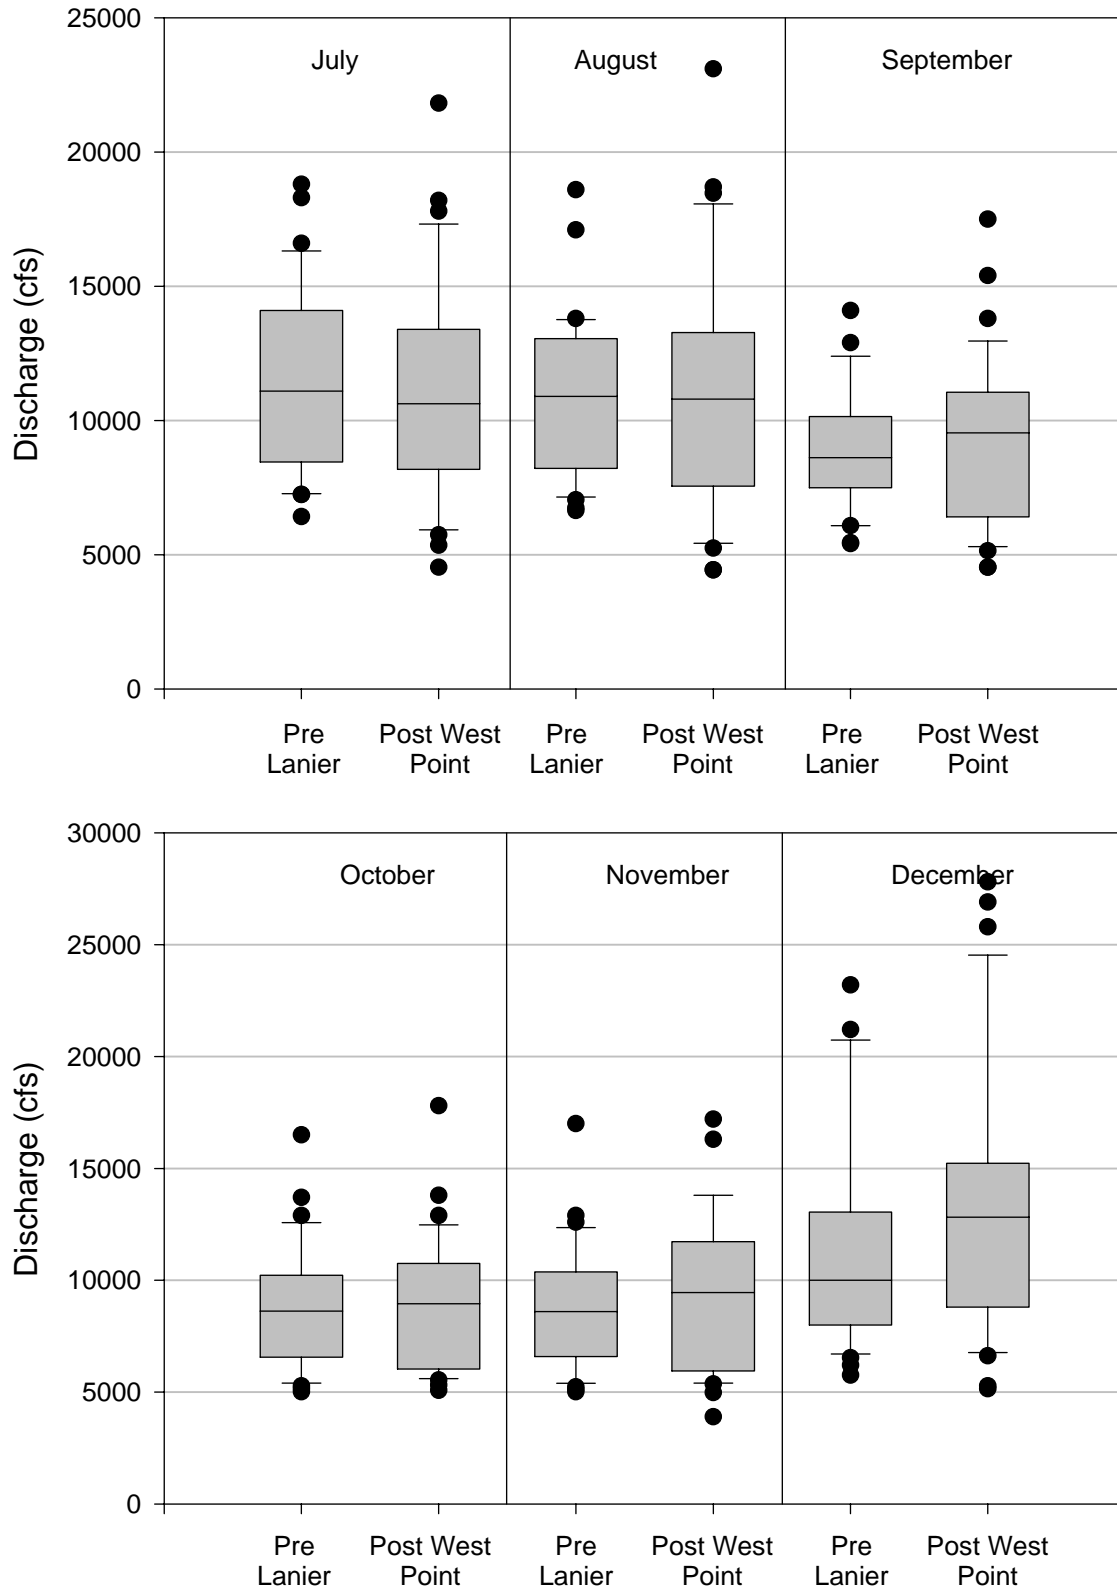 25000
July August September
20000
15000
10000
5000
0
Discharge (cfs)
Pre Post West Pre Post West Pre Post West
Lanier Point Lanier Point Lanier Point
30000
October November December
25000
20000
15000
10000
5000
0
Discharge (cfs)
Pre Post West Pre Post West Pre Post West
Lanier Point Lanier Point Lanier Point